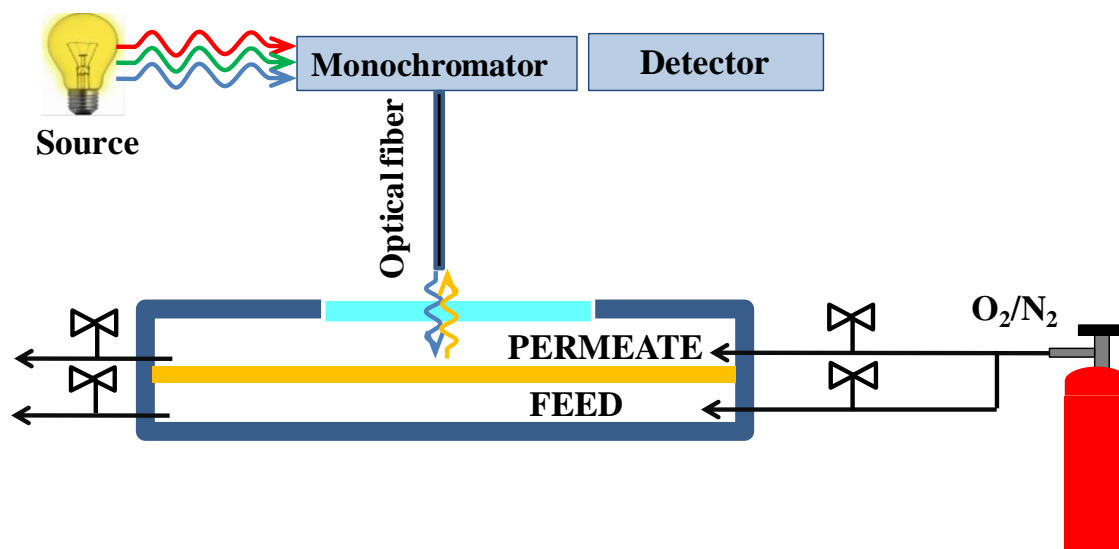 Monochromator
Detector
Source
Optical fiber
O₂/N₂
PERMEATE
FEED